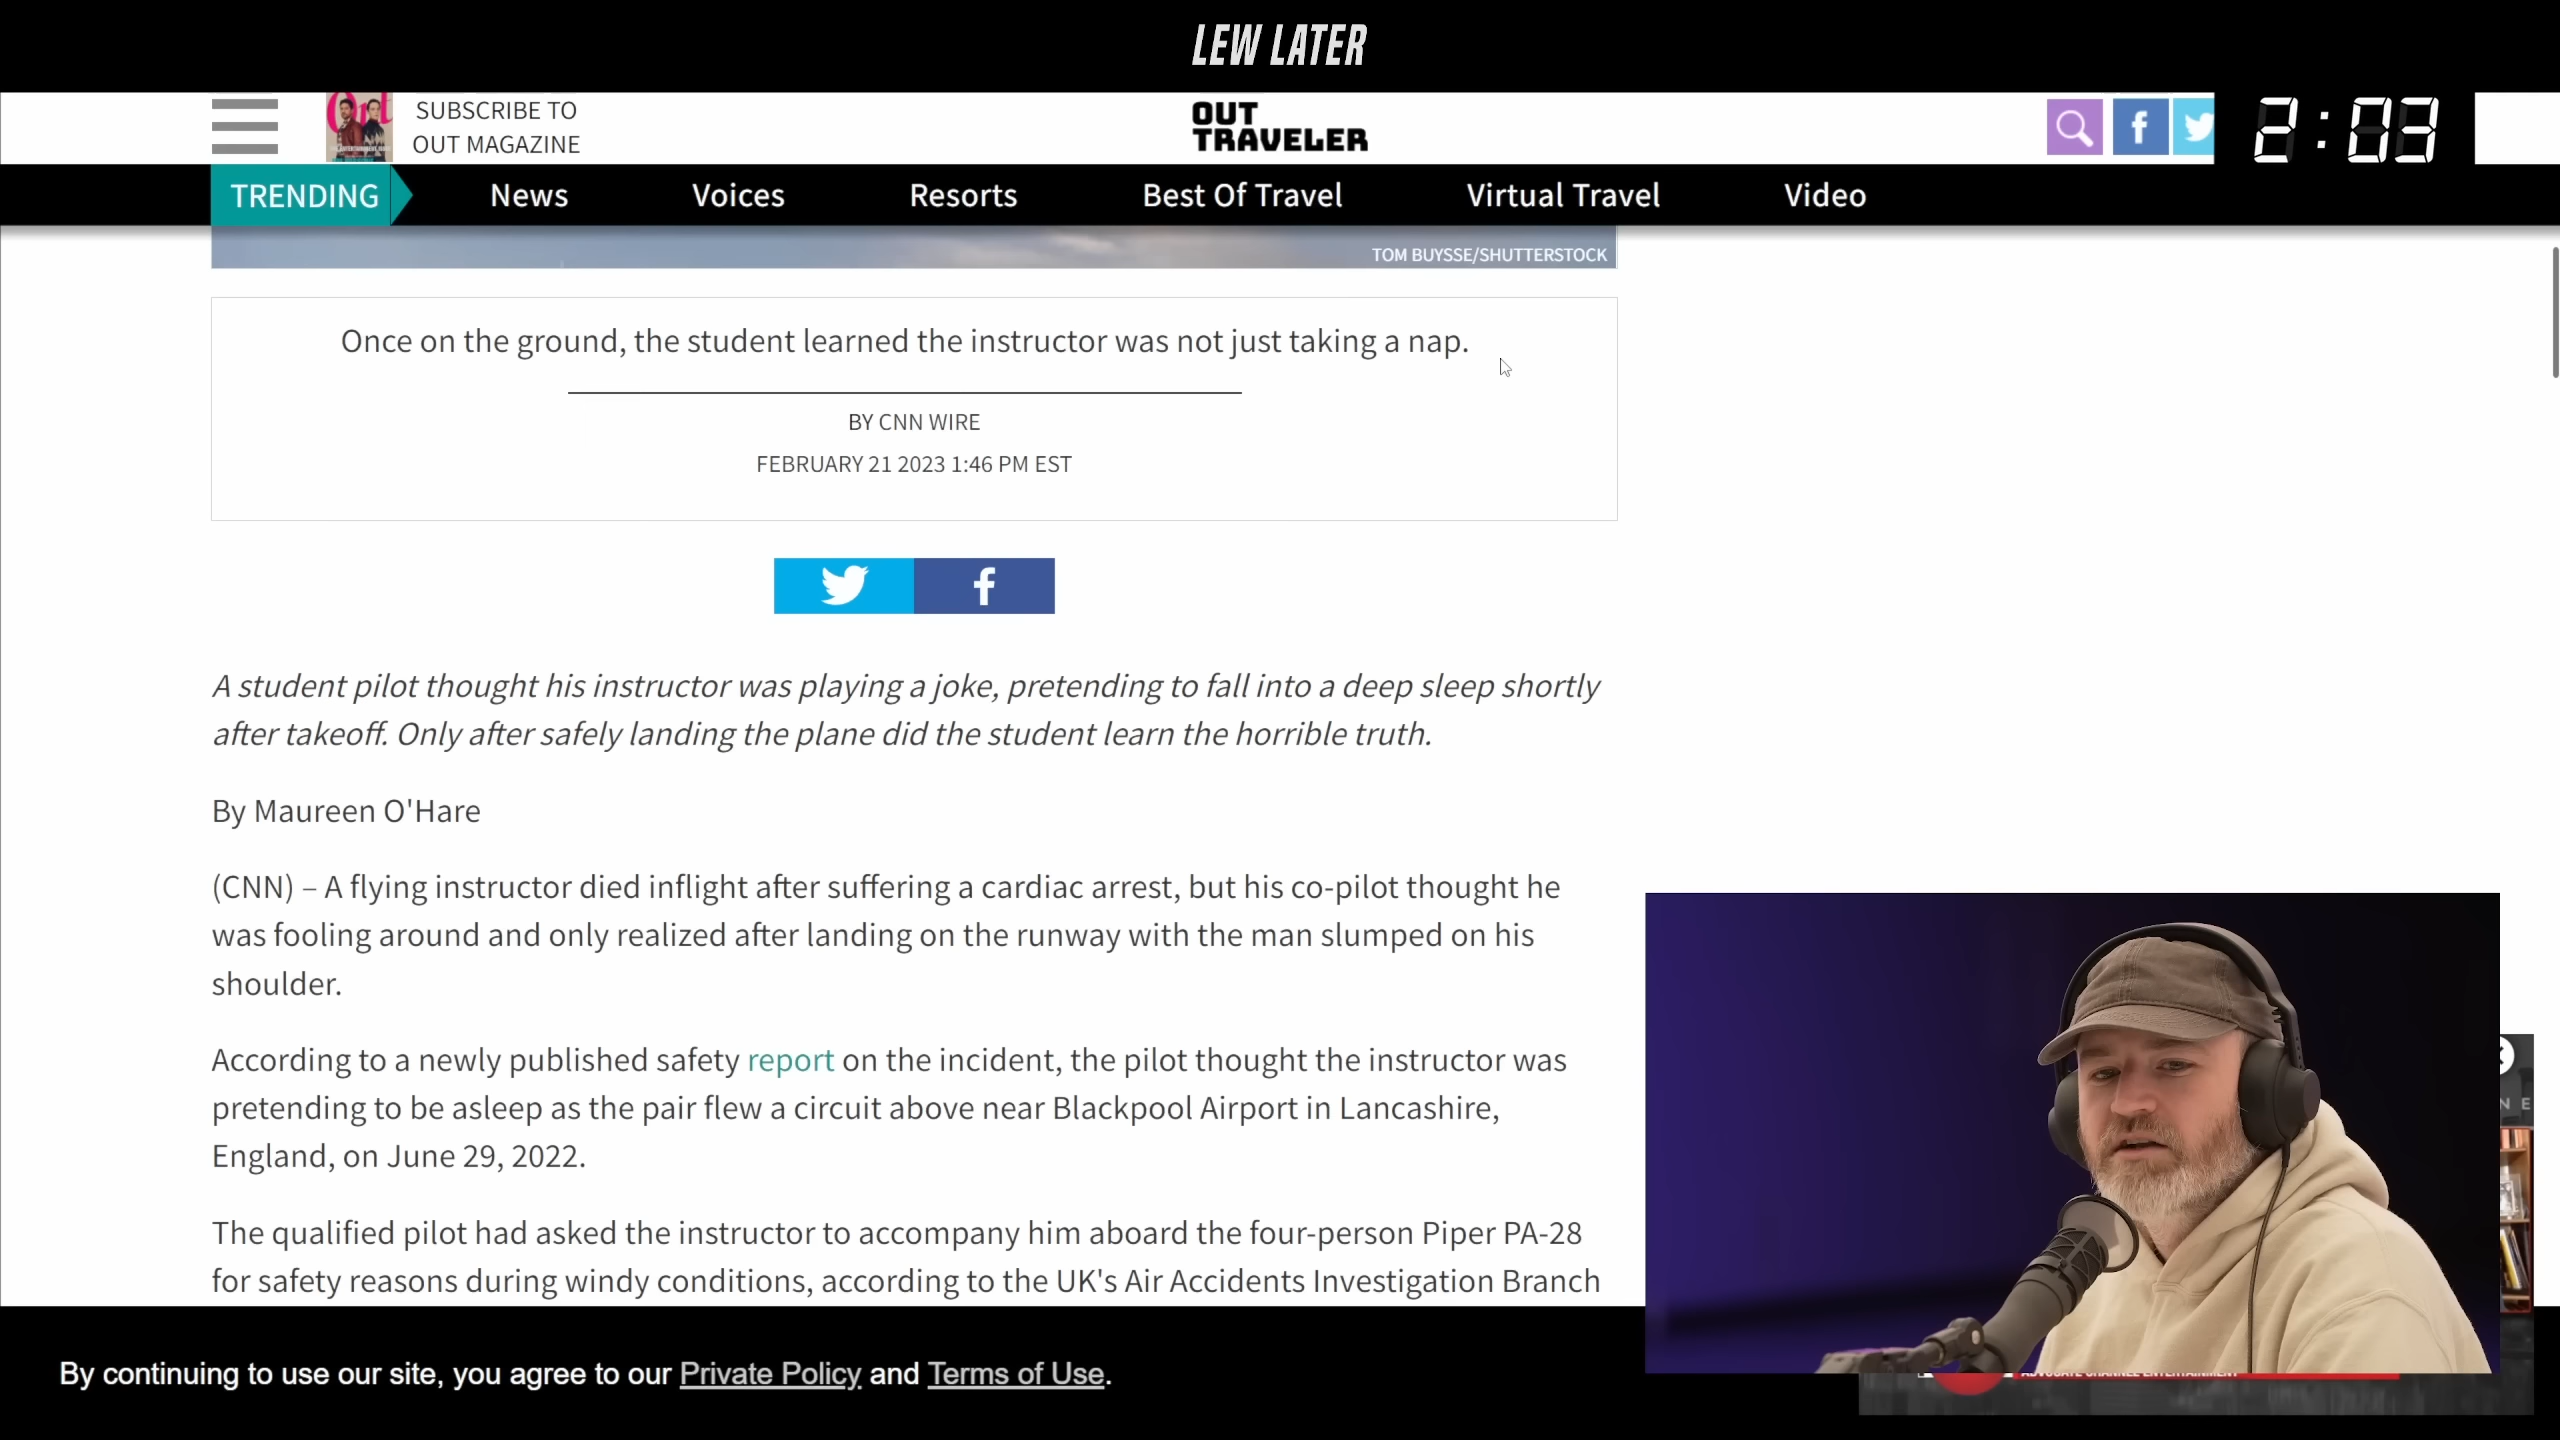 LEW LATER
SUBSCRIBE TO
OUT MAGAZINE
OUT
TRAVELER
2:03
TRENDING
News
Voices
Resorts
Best Of Travel
Virtual Travel
Video
TOM BUYSSE/SHUTTERSTOCK
Once on the ground, the student learned the instructor was not just taking a nap.
BY CNN WIRE
FEBRUARY 21 2023 1:46 PM EST
A student pilot thought his instructor was playing a joke, pretending to fall into a deep sleep shortly
after takeoff. Only after safely landing the plane did the student learn the horrible truth.
By Maureen O'Hare
(CNN) – A flying instructor died inflight after suffering a cardiac arrest, but his co-pilot thought he
was fooling around and only realized after landing on the runway with the man slumped on his
shoulder.
According to a newly published safety report on the incident, the pilot thought the instructor was
pretending to be asleep as the pair flew a circuit above near Blackpool Airport in Lancashire,
England, on June 29, 2022.
The qualified pilot had asked the instructor to accompany him aboard the four-person Piper PA-28
for safety reasons during windy conditions, according to the UK's Air Accidents Investigation Branch
By continuing to use our site, you agree to our Private Policy and Terms of Use.